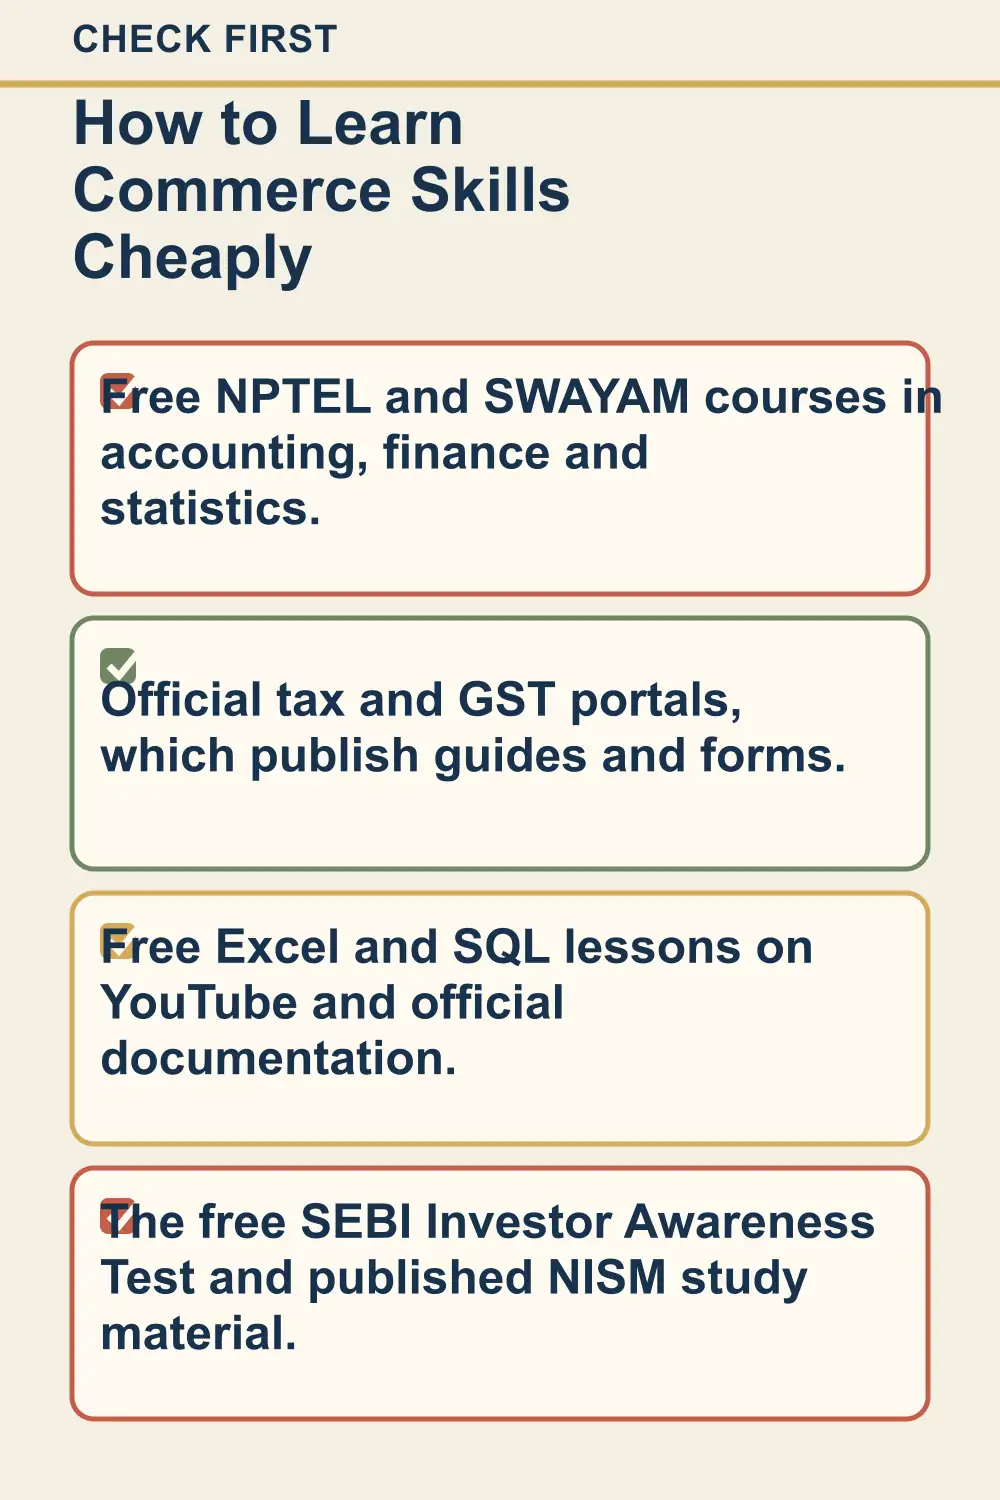 CHECK FIRST
How to Learn
Commerce Skills
Cheaply
Free NPTEL and SWAYAM courses in
accounting, finance and
statistics.
Official tax and GST portals,
which publish guides and forms.
Free Excel and SQL lessons on
YouTube and official
documentation.
The free SEBI Investor Awareness
Test and published NISM study
material.